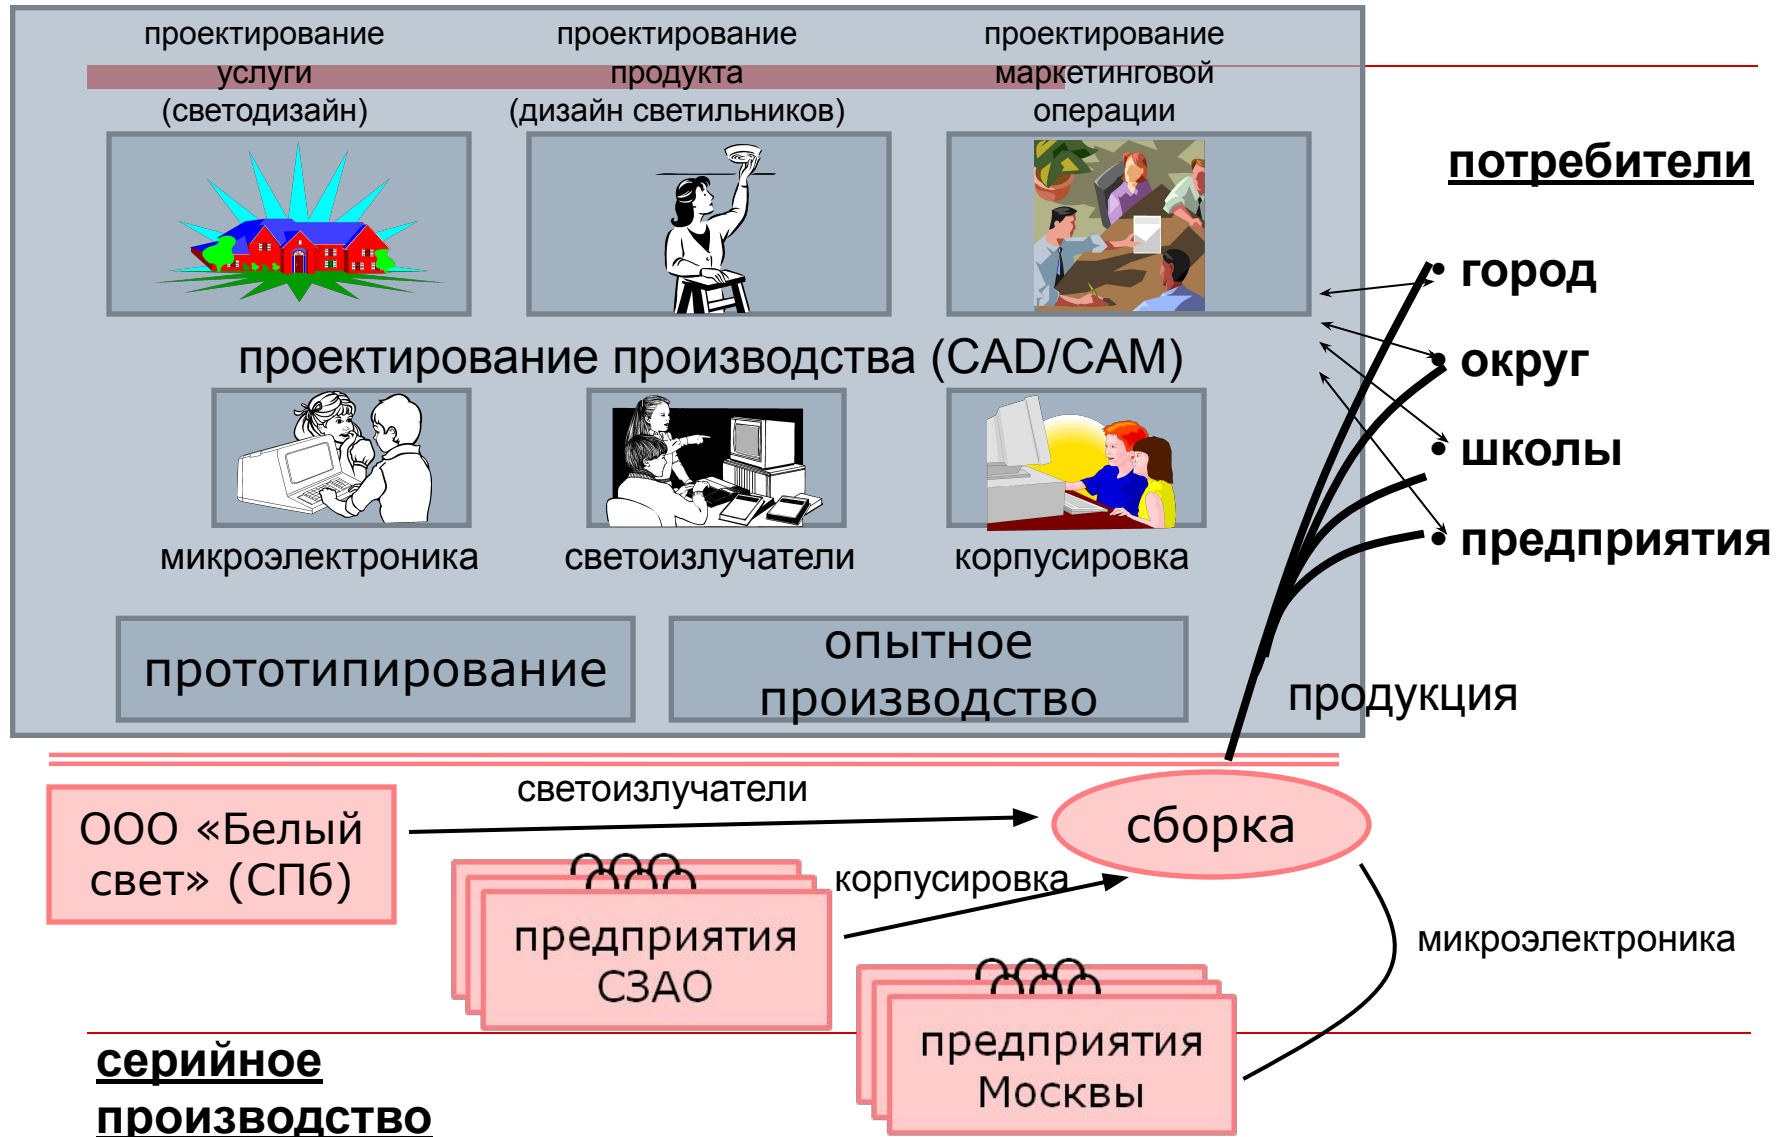 проектирование
услуги
(светодизайн)
проектирование
продукта
(дизайн светильников)
проектирование
маркетинговой
операции
потребители
• город
• округ
• школы
• предприятия
проектирование производства (CAD/CAM)
микроэлектроника
светоизлучатели
корпусировка
прототипирование
опытное
производство
продукция
ООО «Белый
свет» (СПб)
светоизлучатели
сборка
корпусировка
предприятия
СЗАО
микроэлектроника
предприятия
Москвы
серийное
производство